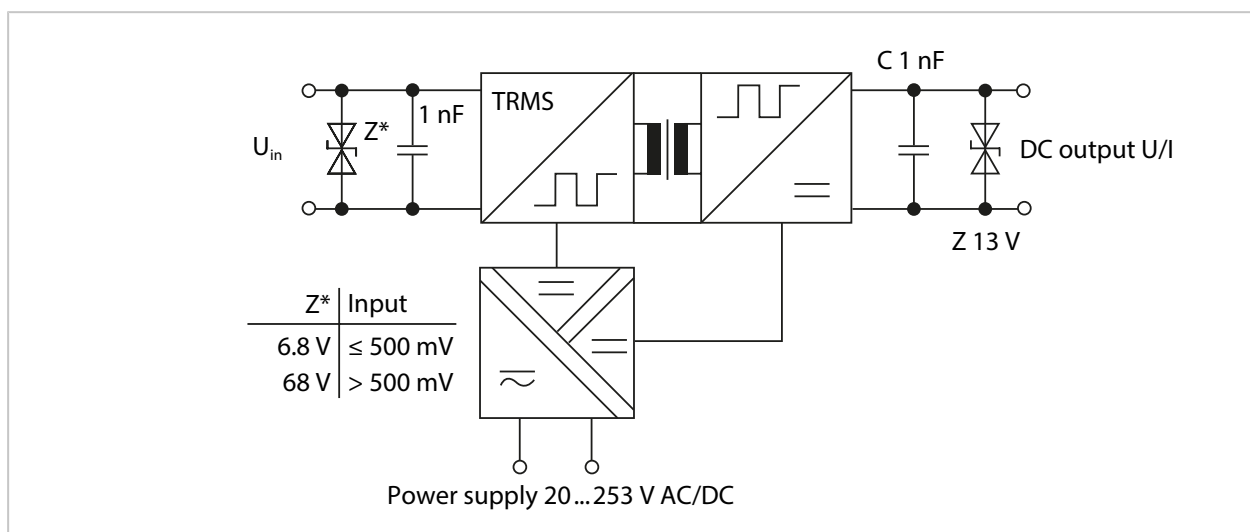 C 1 nF
TRMS
1 nF
Z*
U_in
DC output U/I
Z 13 V
Z* Input
6.8 V ≤ 500 mV
68 V > 500 mV
Power supply 20...253 V AC/DC